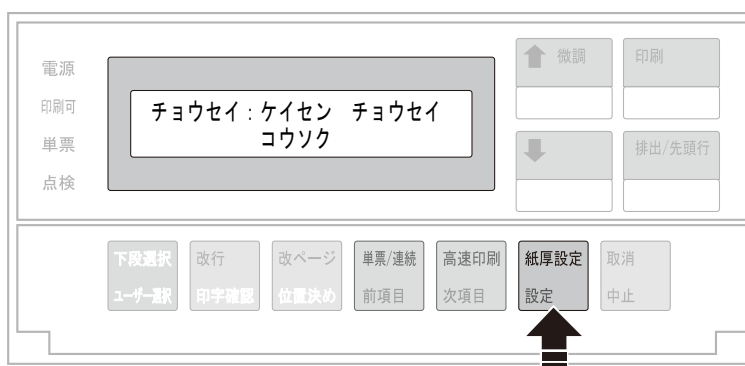 電源
印刷可
単票
点検
チョウセイ：ケイセン　チョウセイ
コウソク
微調
印刷
排出/先頭行
下段選択
ユーザー選択
改行
印字確認
改ページ
位置決め
単票/連続
前項目
高速印刷
次項目
紙厚設定
設定
取消
中止